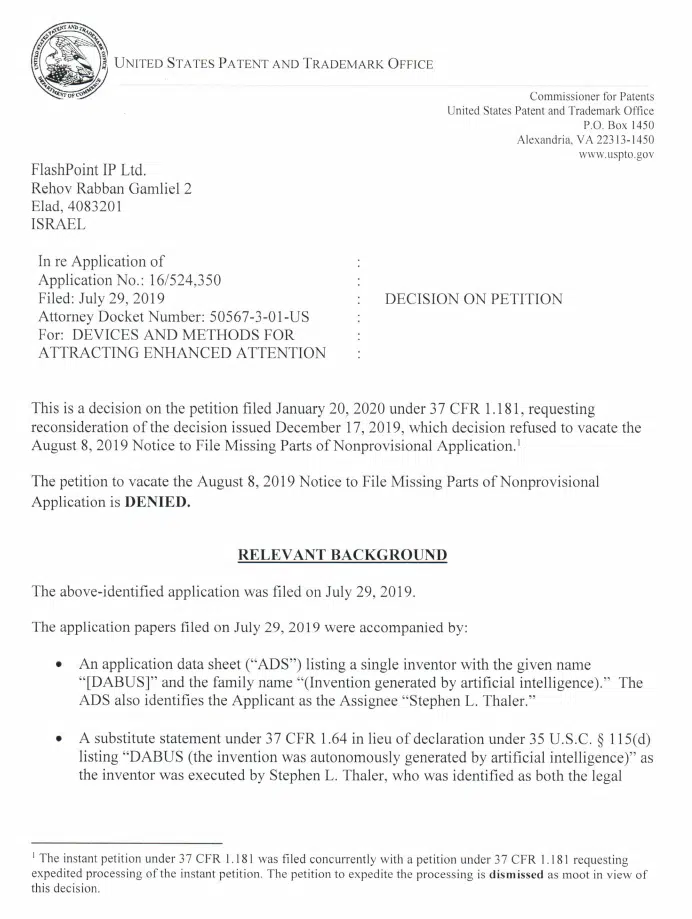 UNITED STATES PATENT AND TRADEMARK OFFICE
Commissioner for Patents
United States Patent and Trademark Office
P.O. Box 1450
Alexandria, VA 22313-1450
www.uspto.gov
FlashPoint IP Ltd.
Rehov Rabban Gamliel 2
Elad, 4083201
ISRAEL
In re Application of :
Application No.: 16/524,350 :
Filed: July 29, 2019 : DECISION ON PETITION
Attorney Docket Number: 50567-3-01-US :
For: DEVICES AND METHODS FOR :
ATTRACTING ENHANCED ATTENTION :
This is a decision on the petition filed January 20, 2020 under 37 CFR 1.181, requesting
reconsideration of the decision issued December 17, 2019, which decision refused to vacate the
August 8, 2019 Notice to File Missing Parts of Nonprovisional Application.¹
The petition to vacate the August 8, 2019 Notice to File Missing Parts of Nonprovisional
Application is DENIED.
RELEVANT BACKGROUND
The above-identified application was filed on July 29, 2019.
The application papers filed on July 29, 2019 were accompanied by:
• An application data sheet (“ADS”) listing a single inventor with the given name
“[DABUS]” and the family name “(Invention generated by artificial intelligence).” The
ADS also identifies the Applicant as the Assignee “Stephen L. Thaler.”
• A substitute statement under 37 CFR 1.64 in lieu of declaration under 35 U.S.C. § 115(d)
listing “DABUS (the invention was autonomously generated by artificial intelligence)” as
the inventor was executed by Stephen L. Thaler, who was identified as both the legal
¹ The instant petition under 37 CFR 1.181 was filed concurrently with a petition under 37 CFR 1.181 requesting
expedited processing of the instant petition. The petition to expedite the processing is dismissed as moot in view of
this decision.